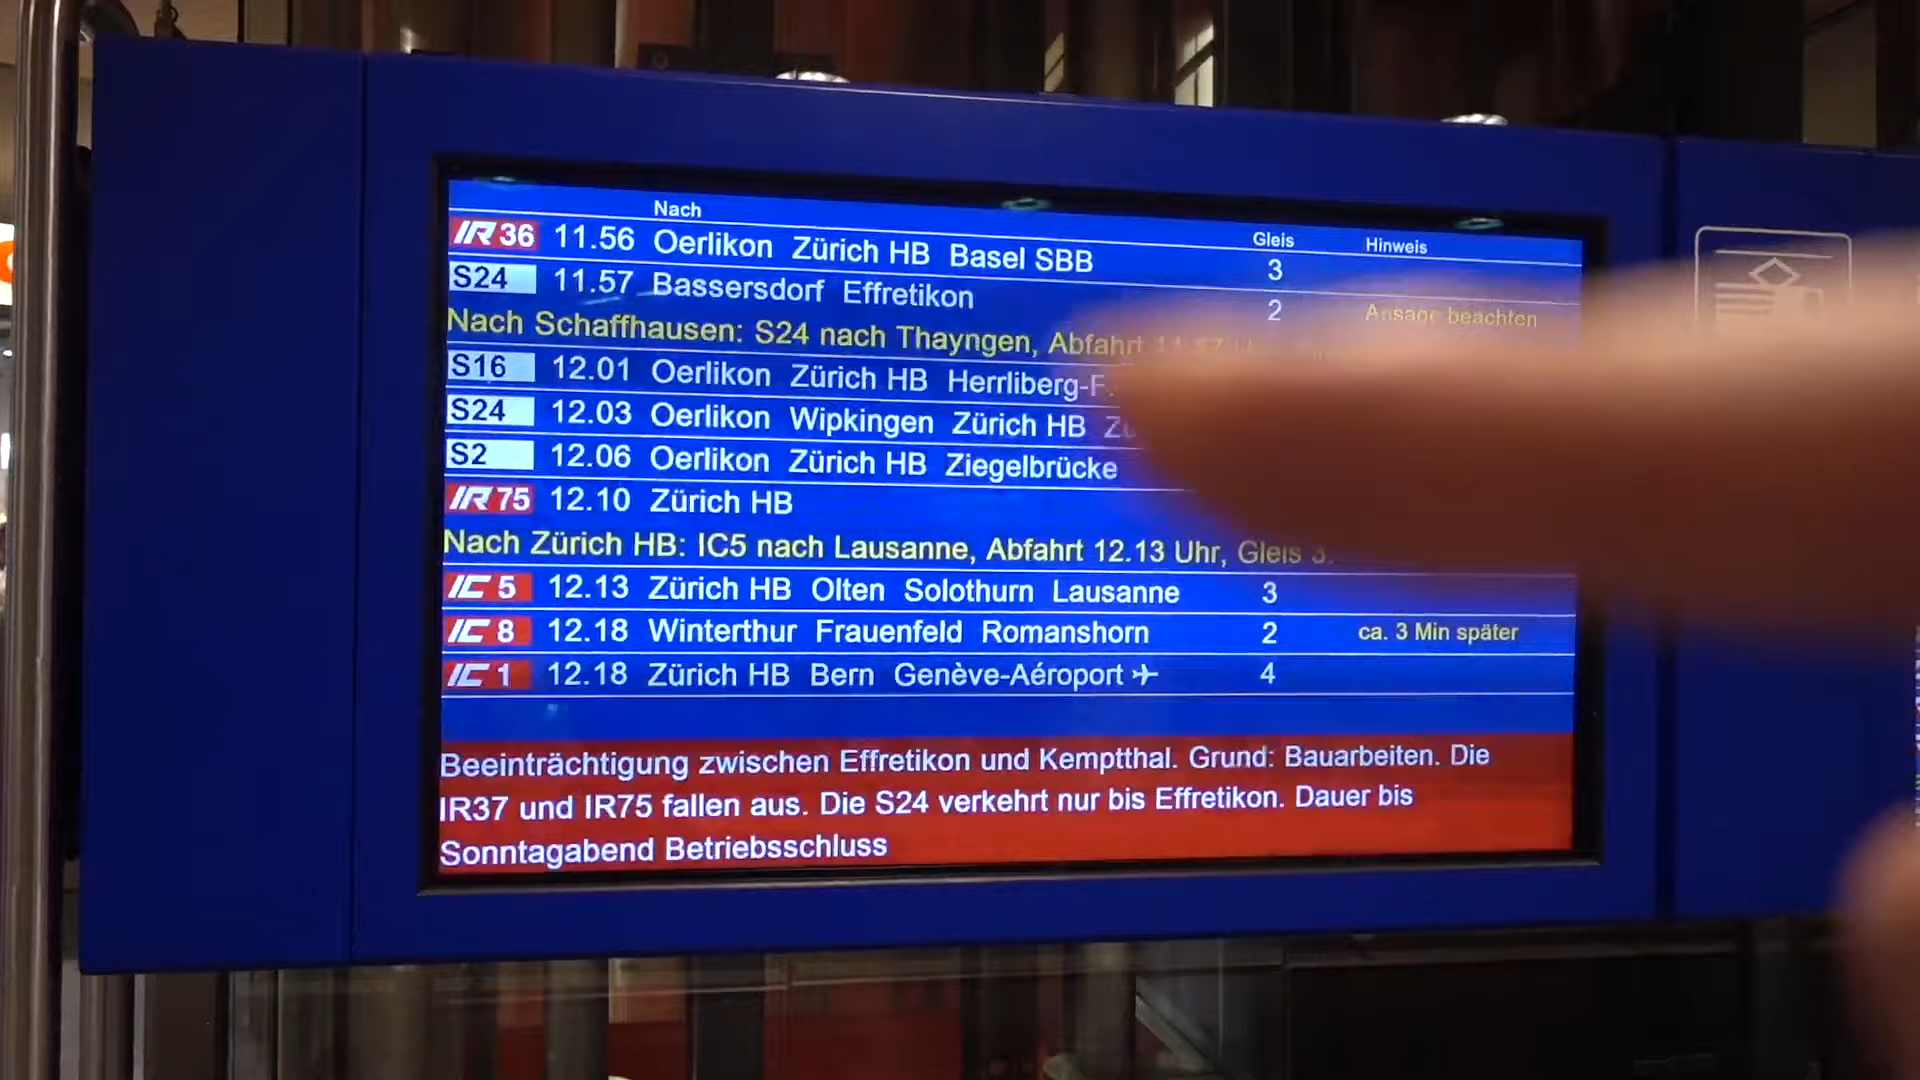 Nach Gleis Hinweis
IR 36 11.56 Oerlikon Zürich HB Basel SBB 3
S24 11.57 Bassersdorf Effretikon 2 Ansage beachten
Nach Schaffhausen: S24 nach Thayngen, Abfahrt
S16 12.01 Oerlikon Zürich HB Herrliberg-F.
S24 12.03 Oerlikon Wipkingen Zürich HB
S2 12.06 Oerlikon Zürich HB Ziegelbrücke
IR 75 12.10 Zürich HB
Nach Zürich HB: IC5 nach Lausanne, Abfahrt 12.13 Uhr, Gleis 3.
IC 5 12.13 Zürich HB Olten Solothurn Lausanne 3
IC 8 12.18 Winterthur Frauenfeld Romanshorn 2 ca. 3 Min später
IC 1 12.18 Zürich HB Bern Genève-Aéroport 4
Beeinträchtigung zwischen Effretikon und Kemptthal. Grund: Bauarbeiten. Die
IR37 und IR75 fallen aus. Die S24 verkehrt nur bis Effretikon. Dauer bis
Sonntagabend Betriebsschluss